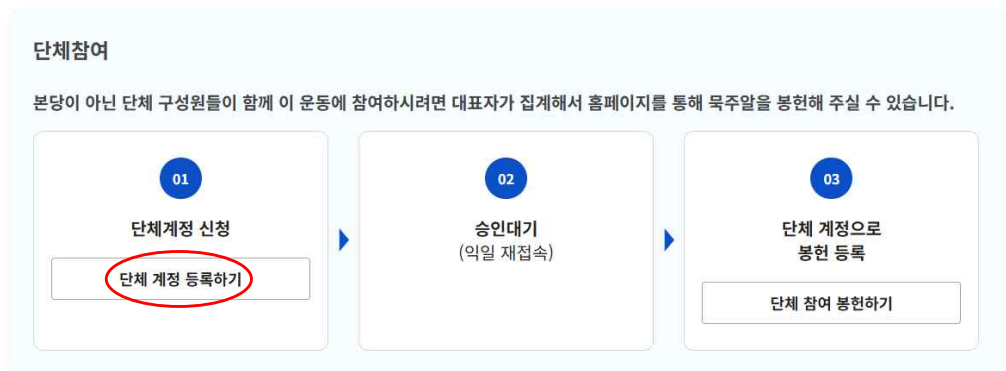 단체참여
본당이 아닌 단체 구성원들이 함께 이 운동에 참여하시려면 대표자가 집계해서 홈페이지를 통해 묵주알을 봉헌해 주실 수 있습니다.
01
단체계정 신청
단체 계정 등록하기
02
승인대기
(익일 재접속)
03
단체 계정으로
봉헌 등록
단체 참여 봉헌하기